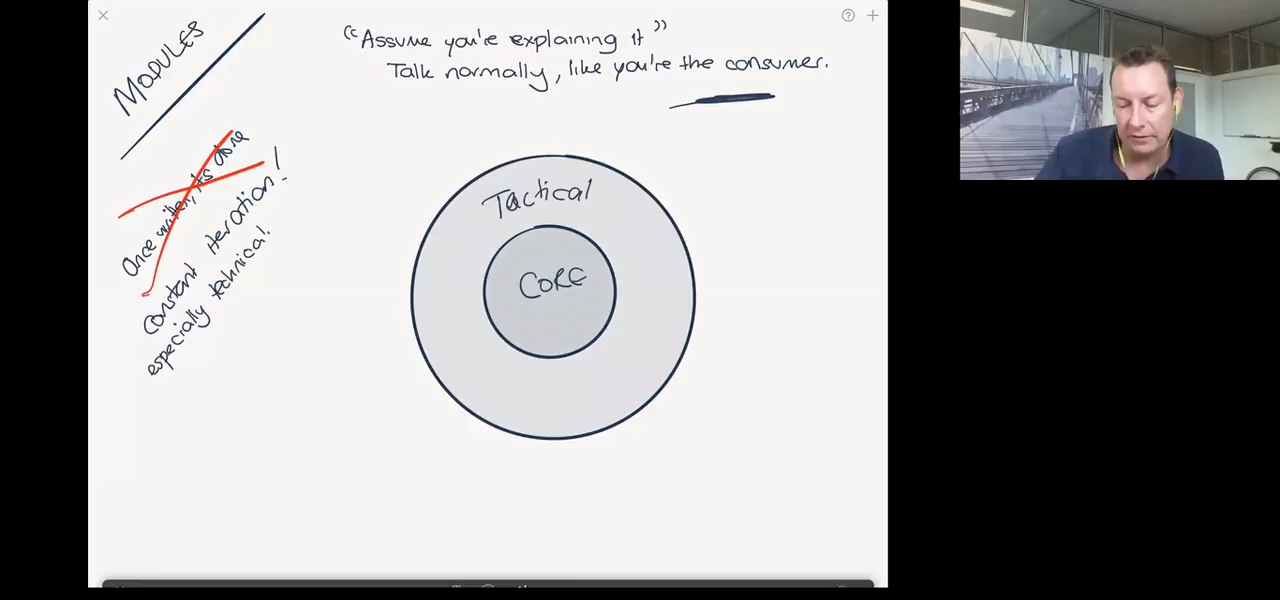 MODULES
"Assume you're explaining it"
Talk normally, like you're the consumer.
Once writen, its done
Constant iteration!
especially technical!
Tactical
CORE